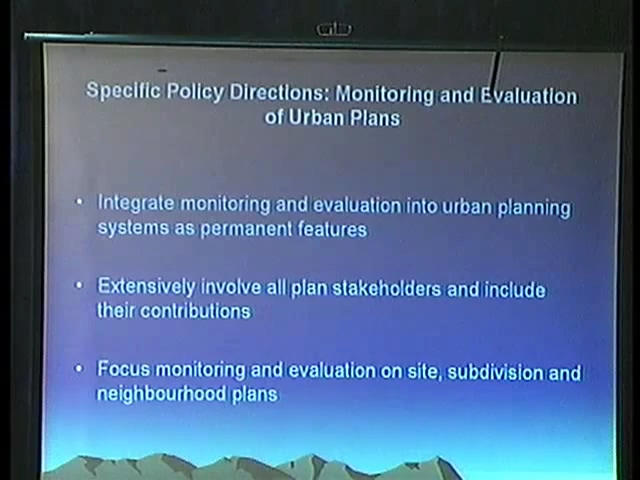 Specific Policy Directions: Monitoring and Evaluation
of Urban Plans
• Integrate monitoring and evaluation into urban planning
systems as permanent features
• Extensively involve all plan stakeholders and include
their contributions
• Focus monitoring and evaluation on site, subdivision and
neighbourhood plans